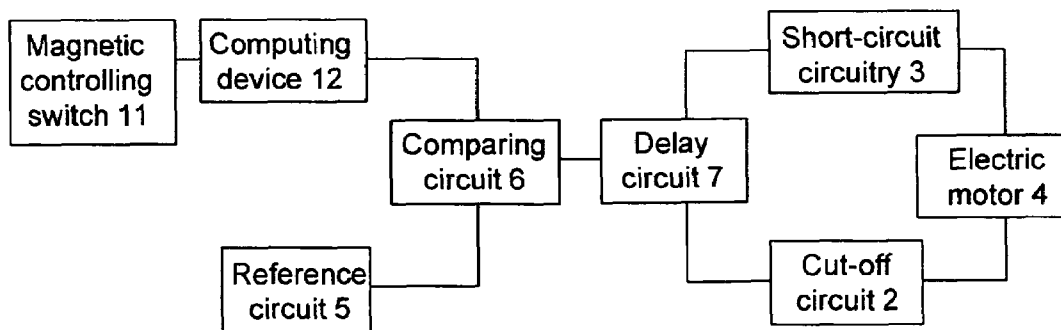 Magnetic
controlling
switch 11
Computing
device 12
Comparing
circuit 6
Reference
circuit 5
Delay
circuit 7
Short-circuit
circuitry 3
Cut-off
circuit 2
Electric
motor 4